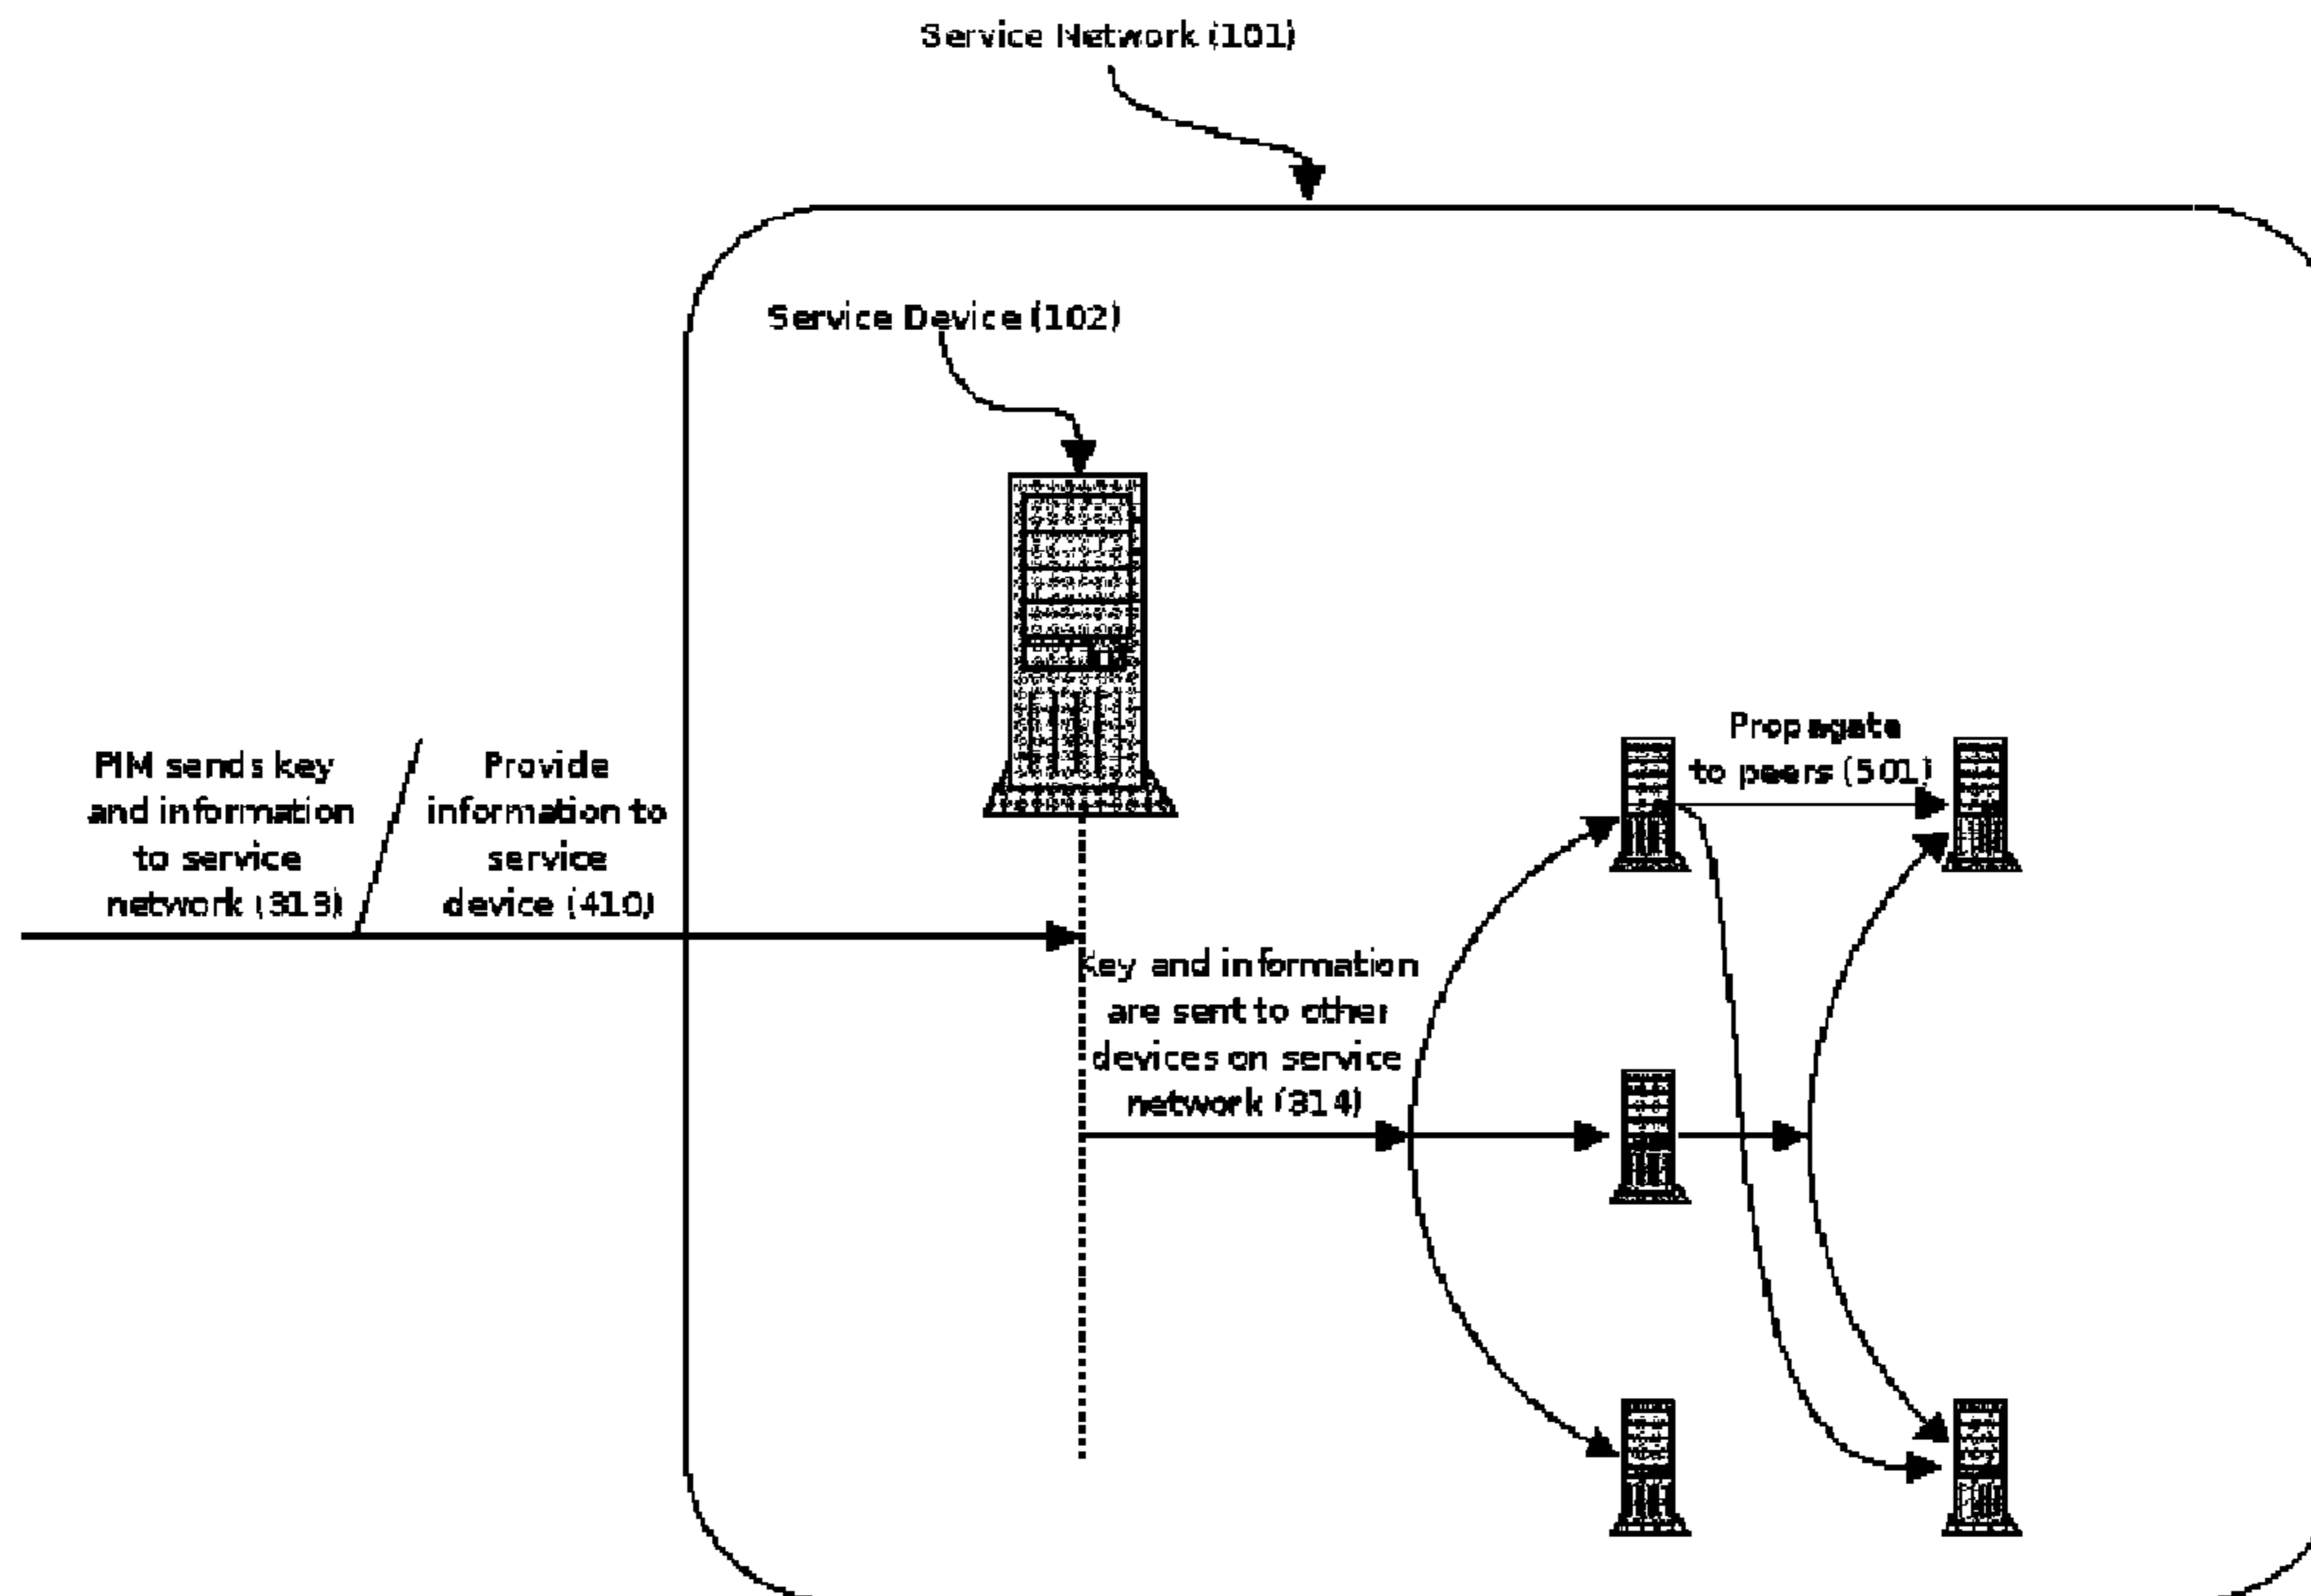 Service Network (101)
Service Device (102)
PIM sends key
and information
to service
network (313)
Provide
information to
service
device (410)
Key and information
are sent to other
devices on service
network (314)
Propagate
to peers (501)